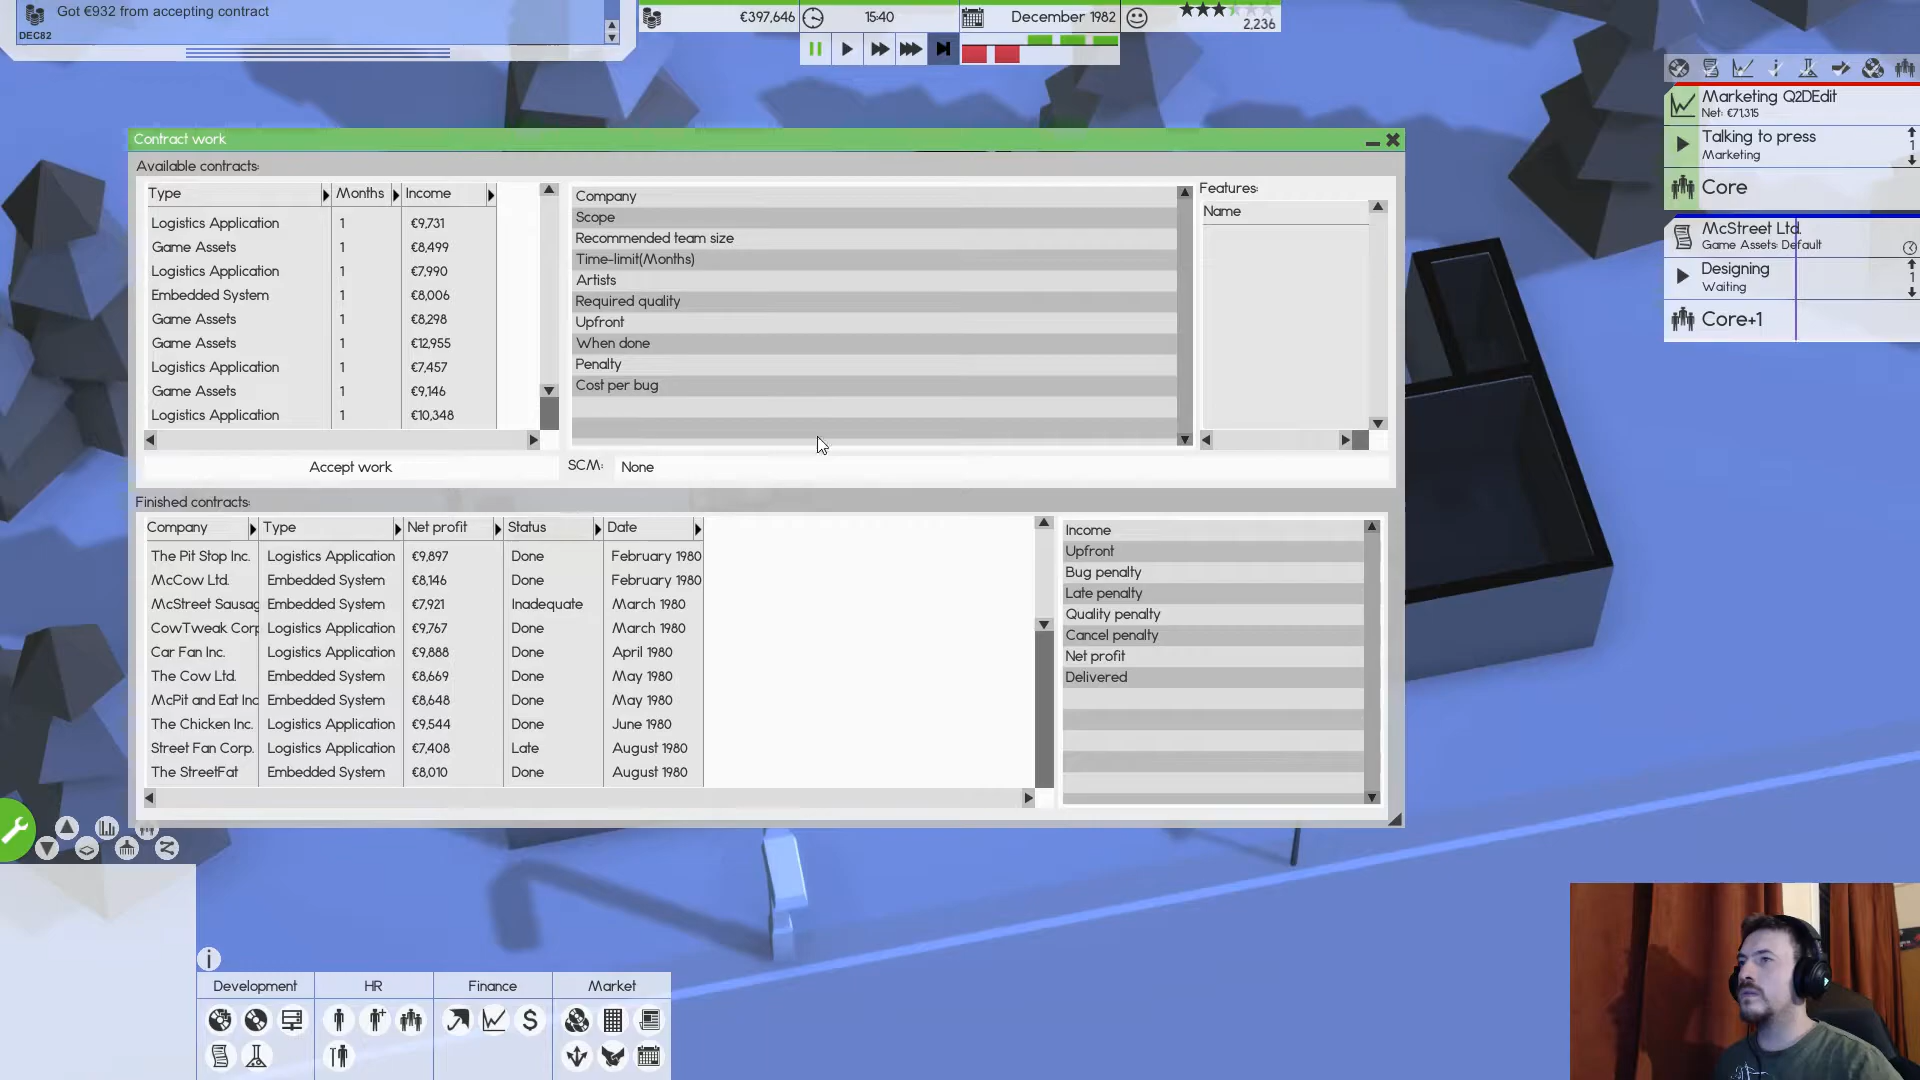 Got €932 from accepting contract
DEC82
€397,646
15:40
December 1982
2,236
Marketing Q2DEdit
Net: €71,315
Talking to press
Marketing
1
Core
McStreet Ltd.
Game Assets: Default
Designing
Waiting
1
Core+1
Contract work
Available contracts:
Type Months Income
Logistics Application 1 €9,731
Game Assets 1 €8,499
Logistics Application 1 €7,990
Embedded System 1 €8,006
Game Assets 1 €8,298
Game Assets 1 €12,955
Logistics Application 1 €7,457
Game Assets 1 €9,146
Logistics Application 1 €10,348
Company
Scope
Recommended team size
Time-limit(Months)
Artists
Required quality
Upfront
When done
Penalty
Cost per bug
Features:
Name
Accept work
SCM: None
Finished contracts:
Company Type Net profit Status Date
The Pit Stop Inc. Logistics Application €9,897 Done February 1980
McCow Ltd. Embedded System €8,146 Done February 1980
McStreet Sausag Embedded System €7,921 Inadequate March 1980
CowTweak Corp Logistics Application €9,767 Done March 1980
Car Fan Inc. Logistics Application €9,888 Done April 1980
The Cow Ltd. Embedded System €8,669 Done May 1980
McPit and Eat Inc Embedded System €8,648 Done May 1980
The Chicken Inc. Logistics Application €9,544 Done June 1980
Street Fan Corp. Logistics Application €7,408 Late August 1980
The StreetFat Embedded System €8,010 Done August 1980
Income
Upfront
Bug penalty
Late penalty
Quality penalty
Cancel penalty
Net profit
Delivered
Development
HR
Finance
Market